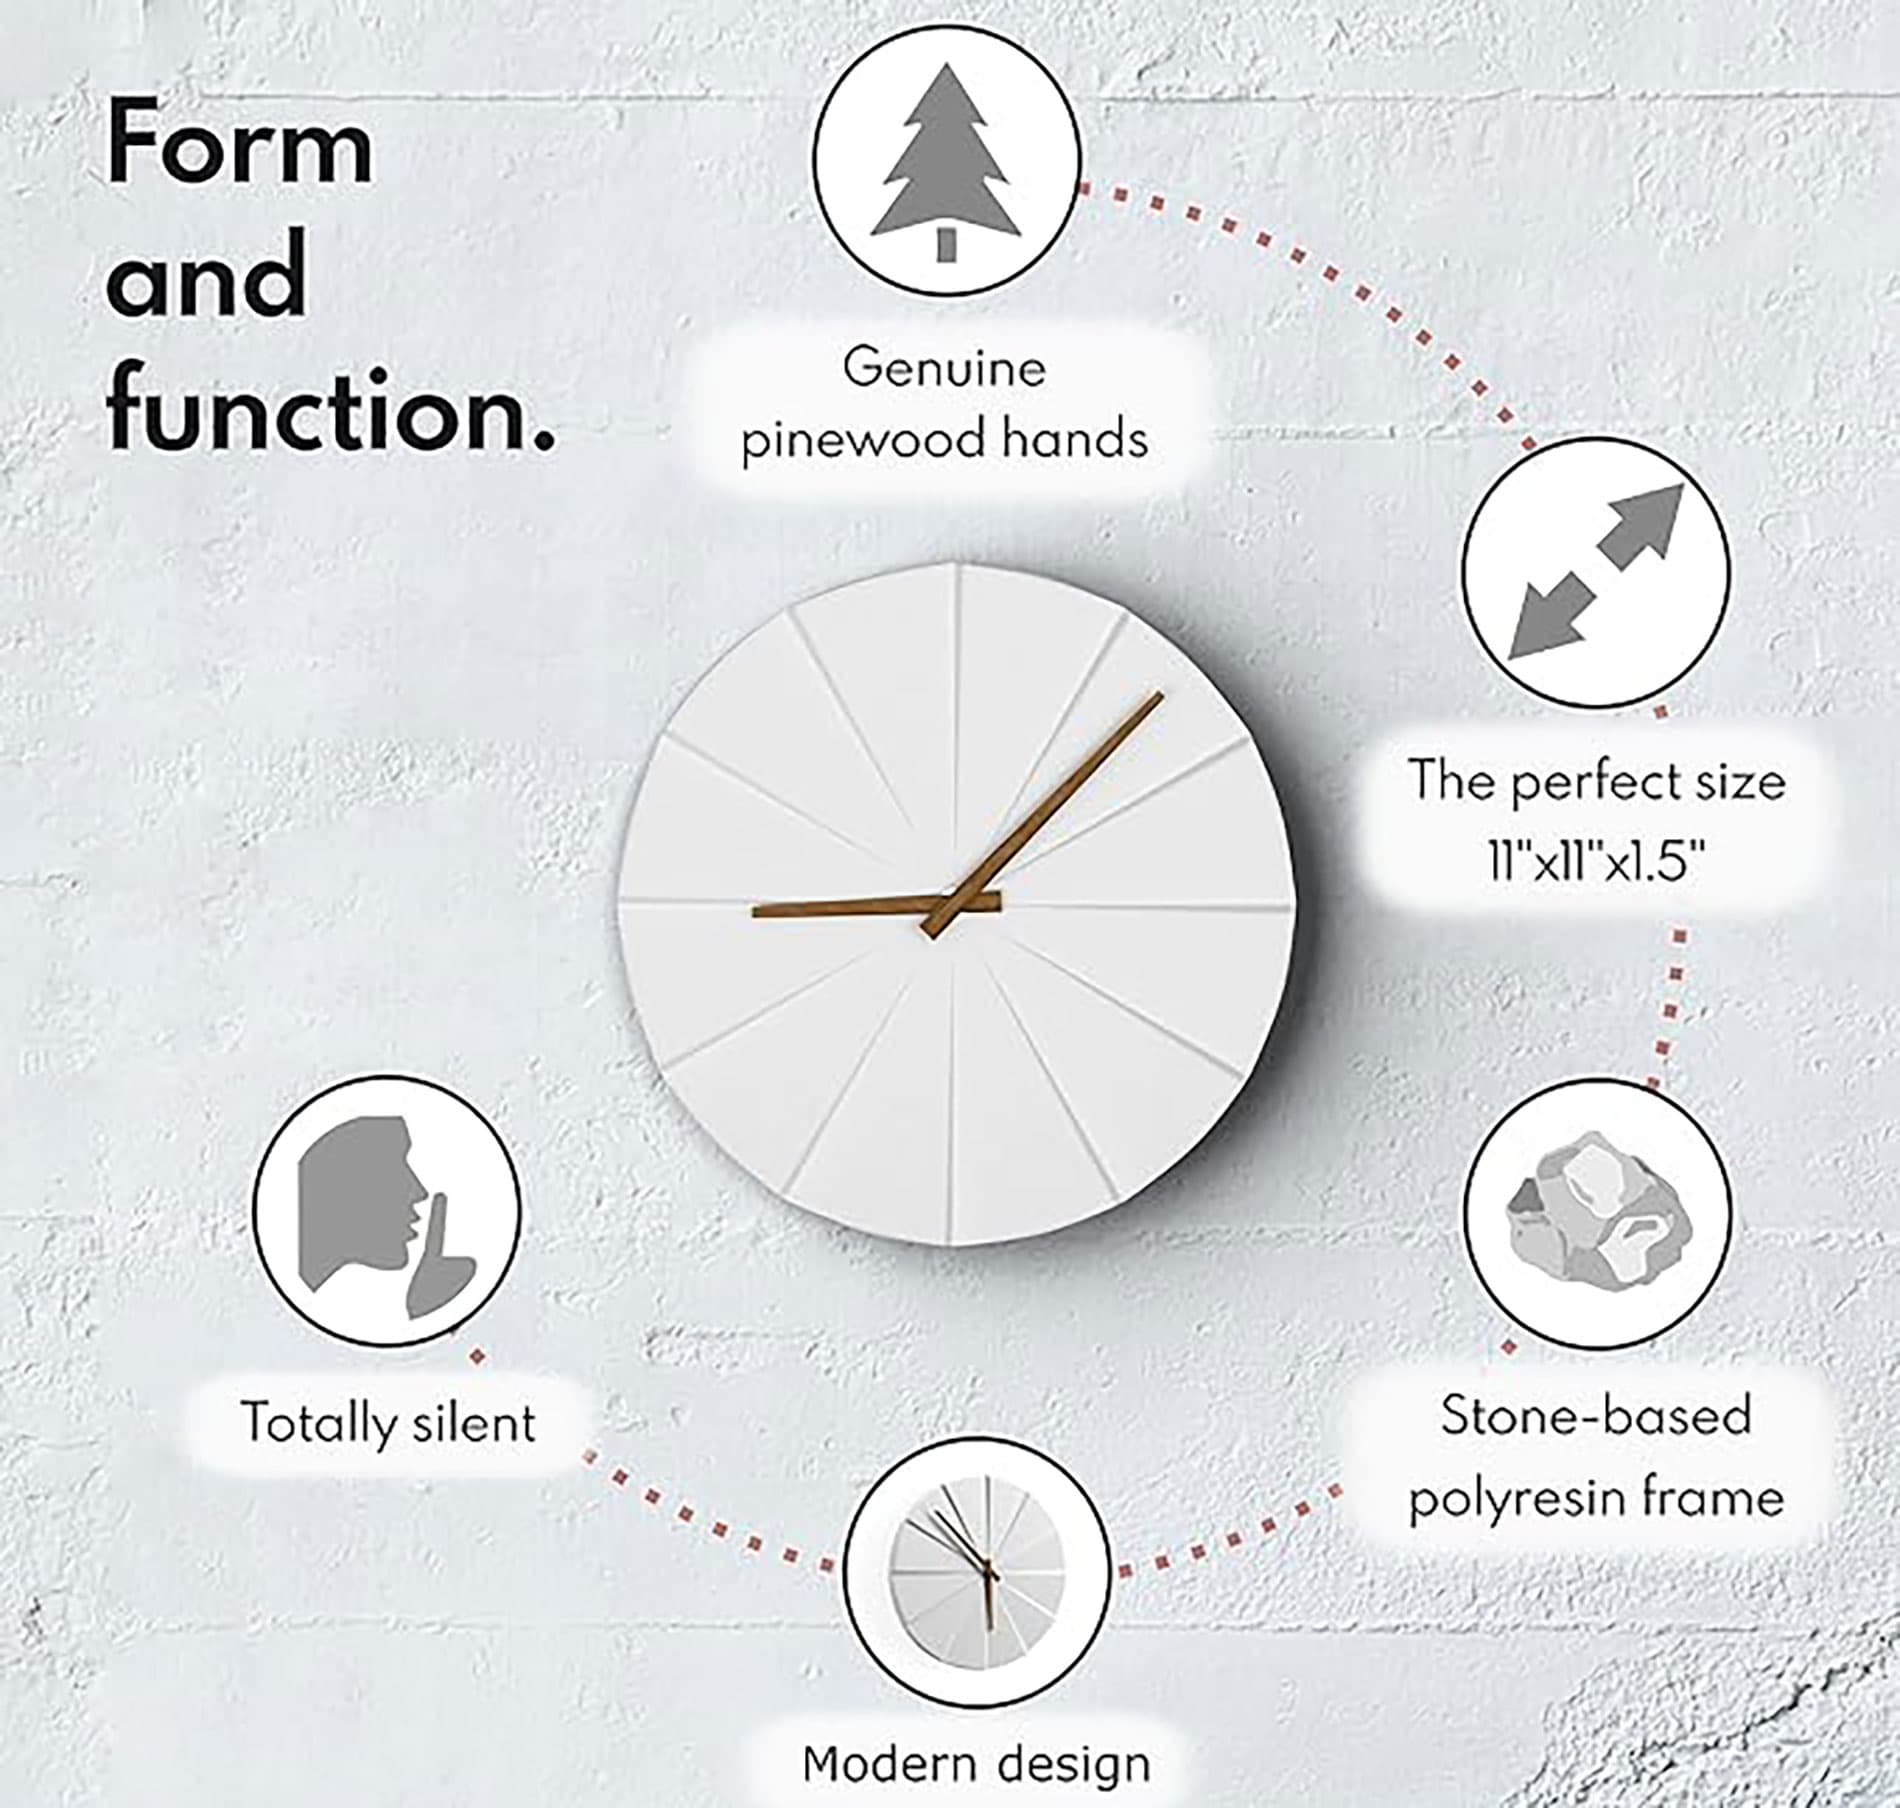 Form
and
function.
Genuine
pinewood hands
The perfect size
11"x11"x1.5"
Stone-based
polyresin frame
Totally silent
Modern design